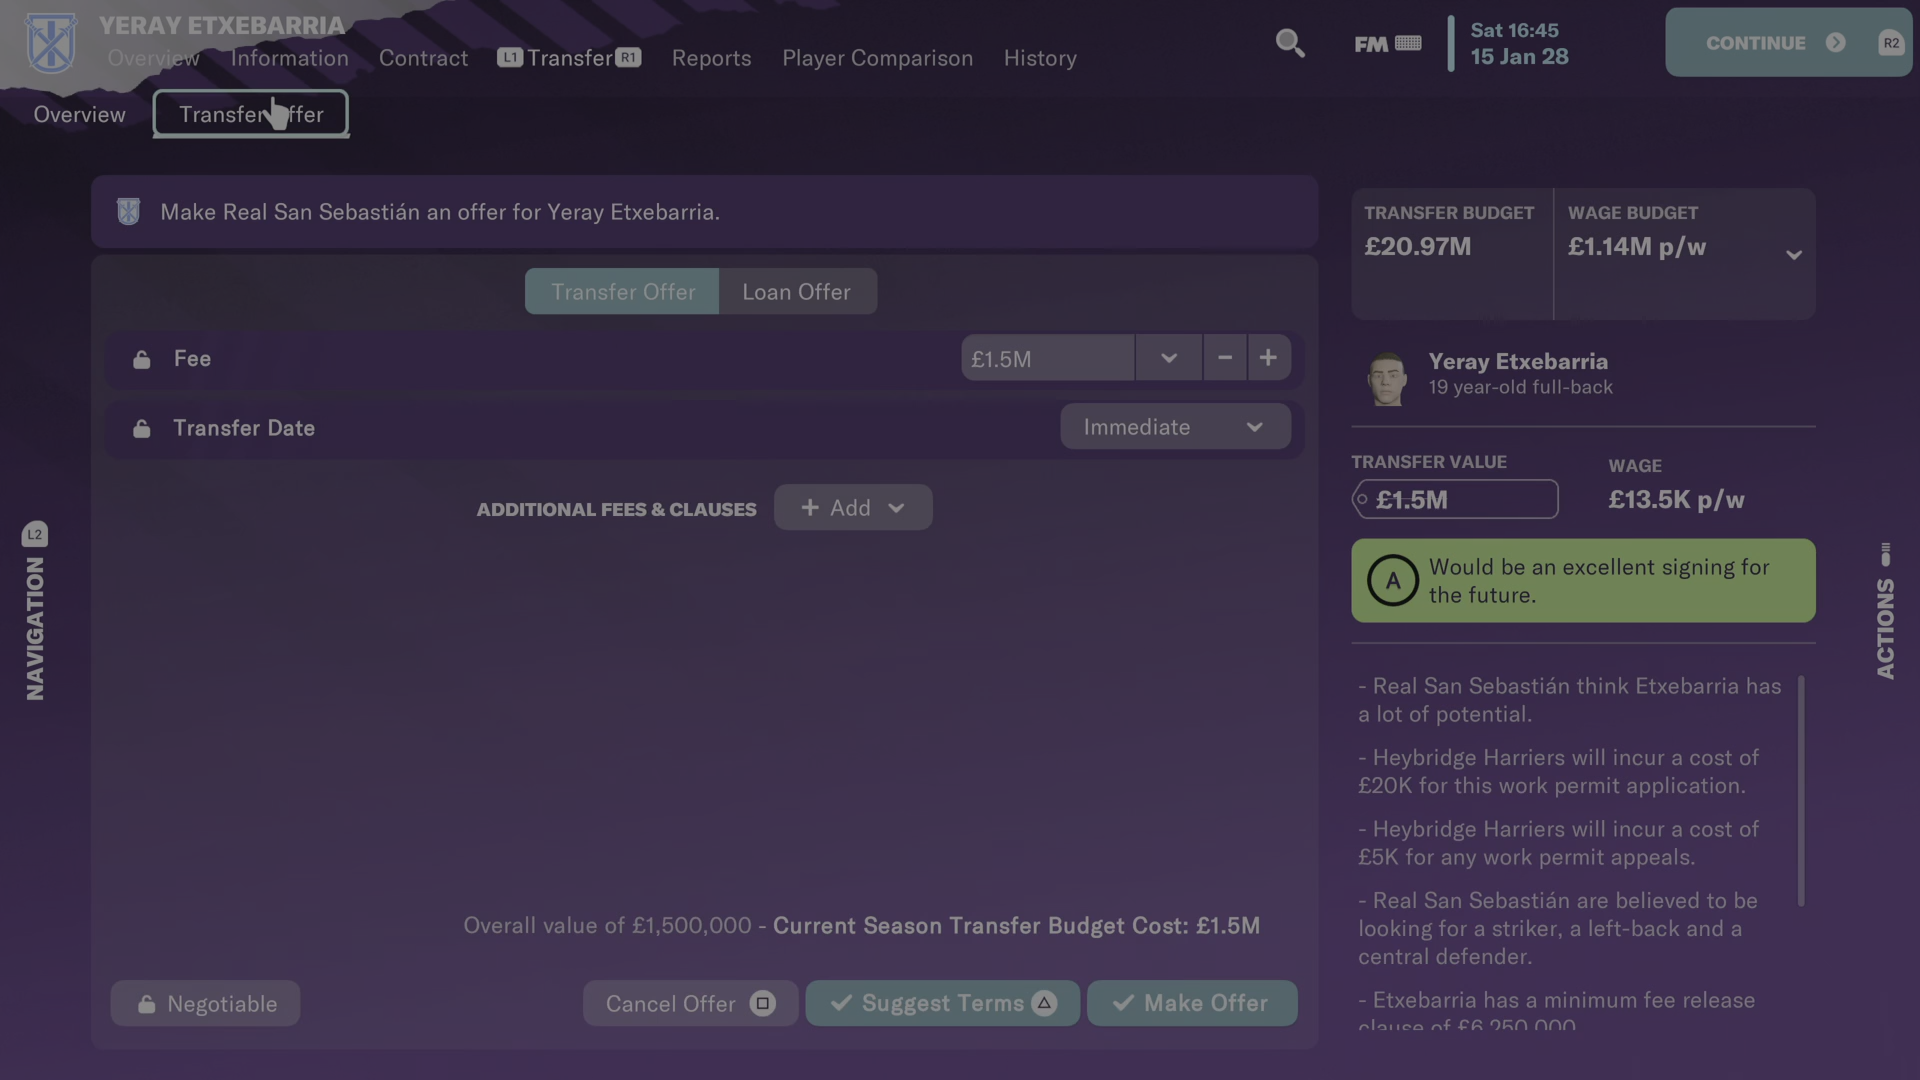 YERAY ETXEBARRIA
Overview Information Contract L1 Transfer R1 Reports Player Comparison History
FM
Sat 16:45
15 Jan 28
CONTINUE R2
Overview Transfer Offer
Make Real San Sebastián an offer for Yeray Etxebarria.
Transfer Offer Loan Offer
Fee £1.5M
Transfer Date Immediate
ADDITIONAL FEES & CLAUSES + Add
Overall value of £1,500,000 - Current Season Transfer Budget Cost: £1.5M
Negotiable Cancel Offer Suggest Terms Make Offer
TRANSFER BUDGET WAGE BUDGET
£20.97M £1.14M p/w
Yeray Etxebarria
19 year-old full-back
TRANSFER VALUE WAGE
£1.5M £13.5K p/w
A
Would be an excellent signing for
the future.
- Real San Sebastián think Etxebarria has
a lot of potential.
- Heybridge Harriers will incur a cost of
£20K for this work permit application.
- Heybridge Harriers will incur a cost of
£5K for any work permit appeals.
- Real San Sebastián are believed to be
looking for a striker, a left-back and a
central defender.
- Etxebarria has a minimum fee release
clause of £6,250,000
L2
NAVIGATION
ACTIONS